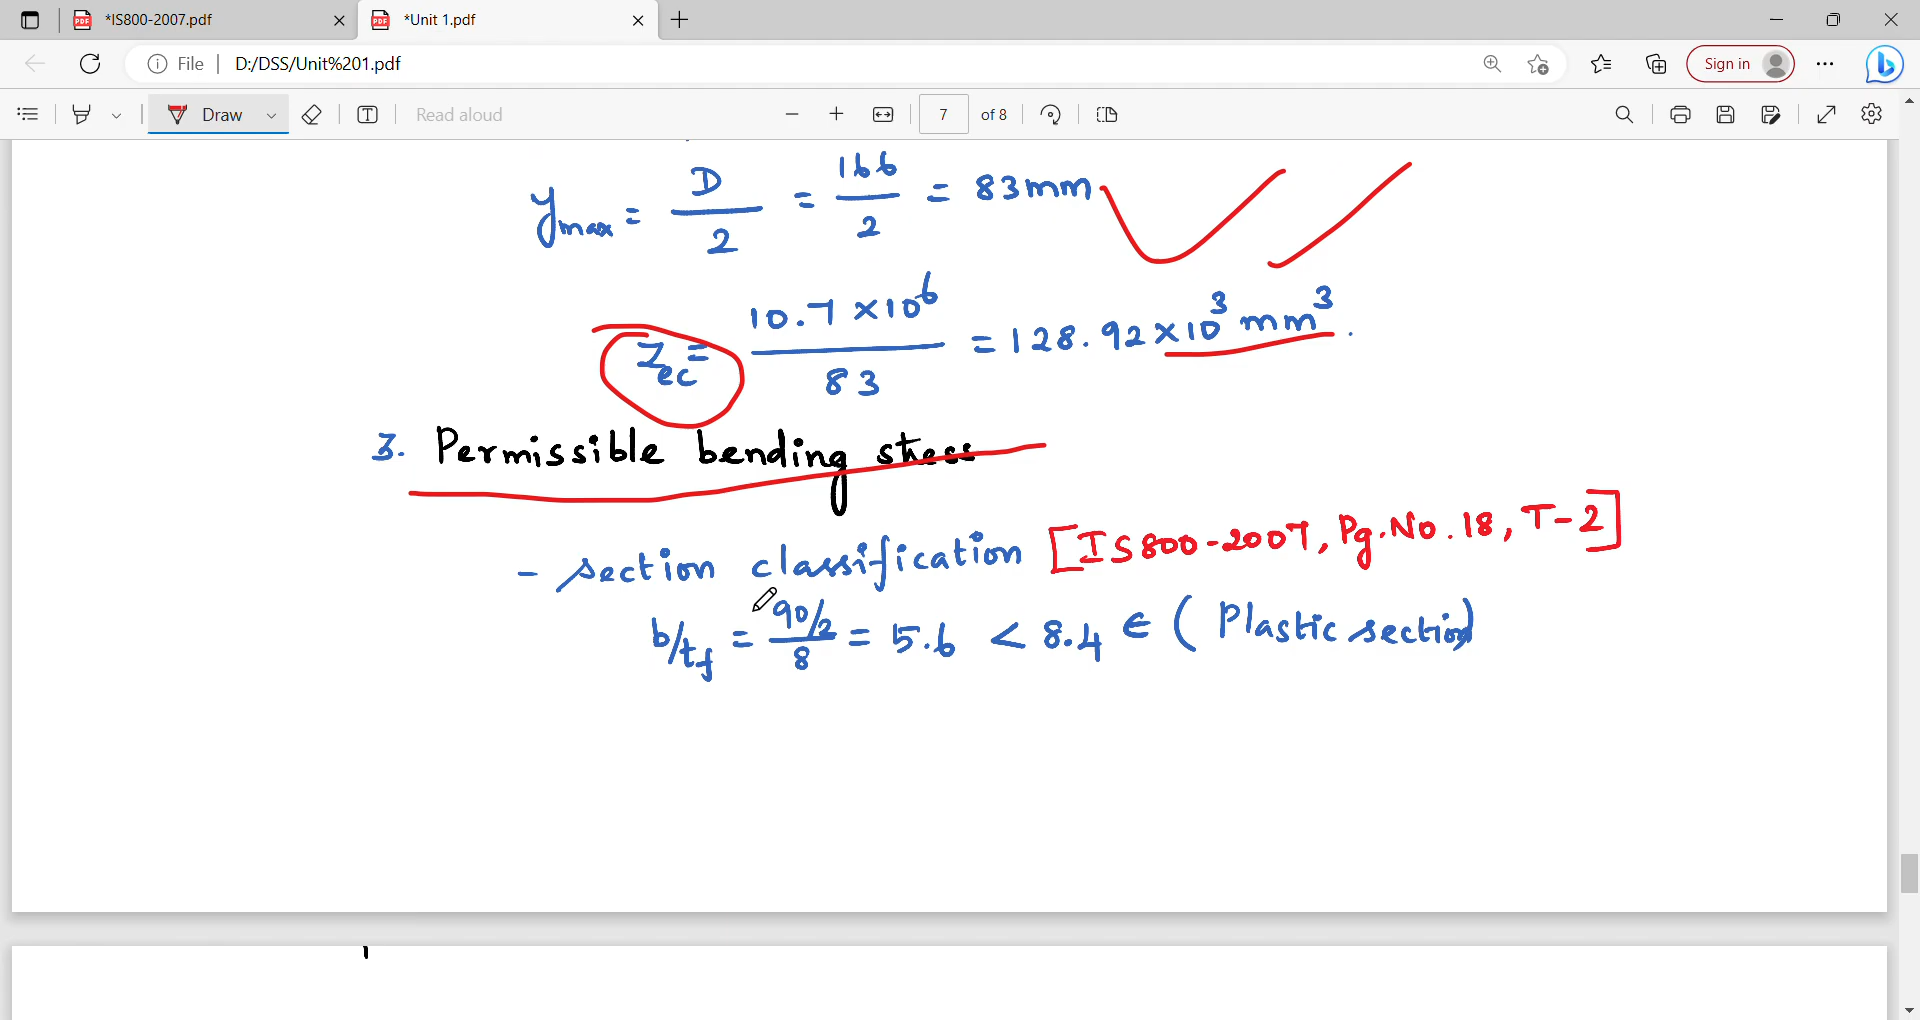 *IS800-2007.pdf
*Unit 1.pdf
File D:/DSS/Unit%201.pdf
Sign in
Draw
Read aloud
7 of 8
ymax = D/2 = 166/2 = 83mm
Zec = 10.7 ×10^6 / 83 = 128.92×10^3 mm^3.
3. Permissible bending stress
- section classification [IS800-2007, Pg.No.18, T-2]
b/tf = 90/2 / 8 = 5.6 < 8.4 ∈ ( Plastic section)